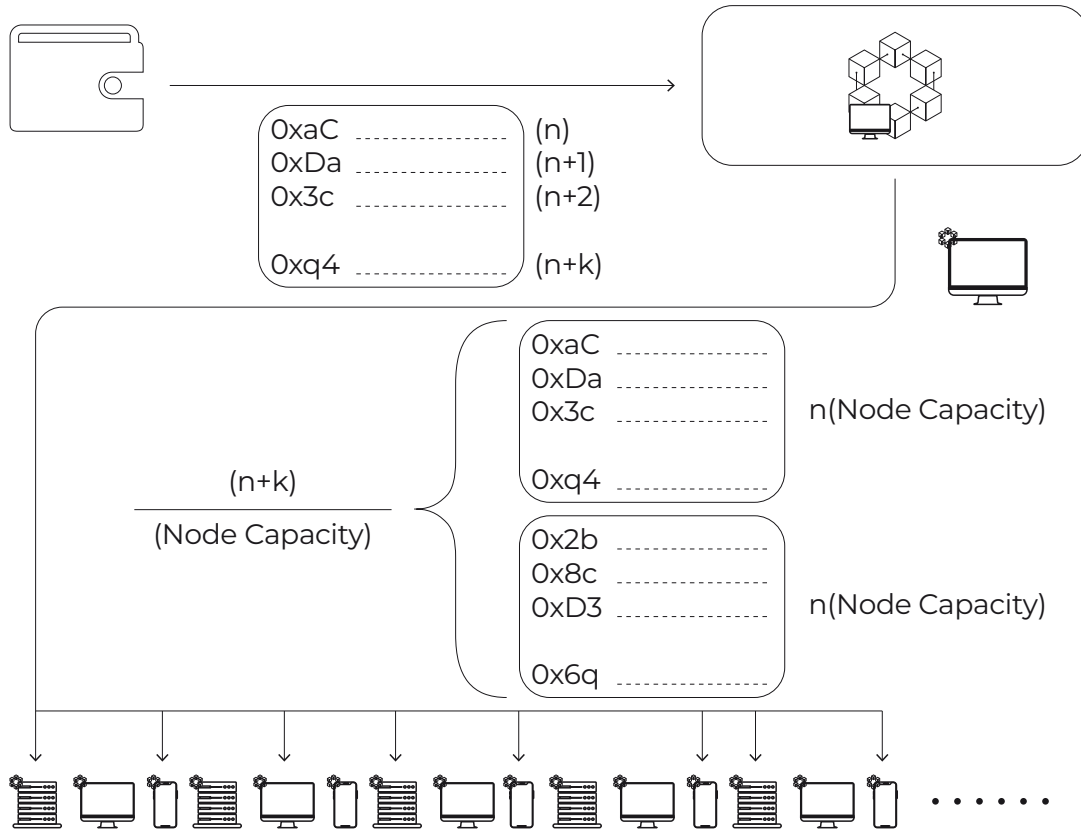 0xaC (n)
0xDa (n+1)
0x3c (n+2)
0xq4 (n+k)
0xaC
0xDa
0x3c
0xq4
n(Node Capacity)
(n+k)
(Node Capacity)
0x2b
0x8c
0xD3
0x6q
n(Node Capacity)